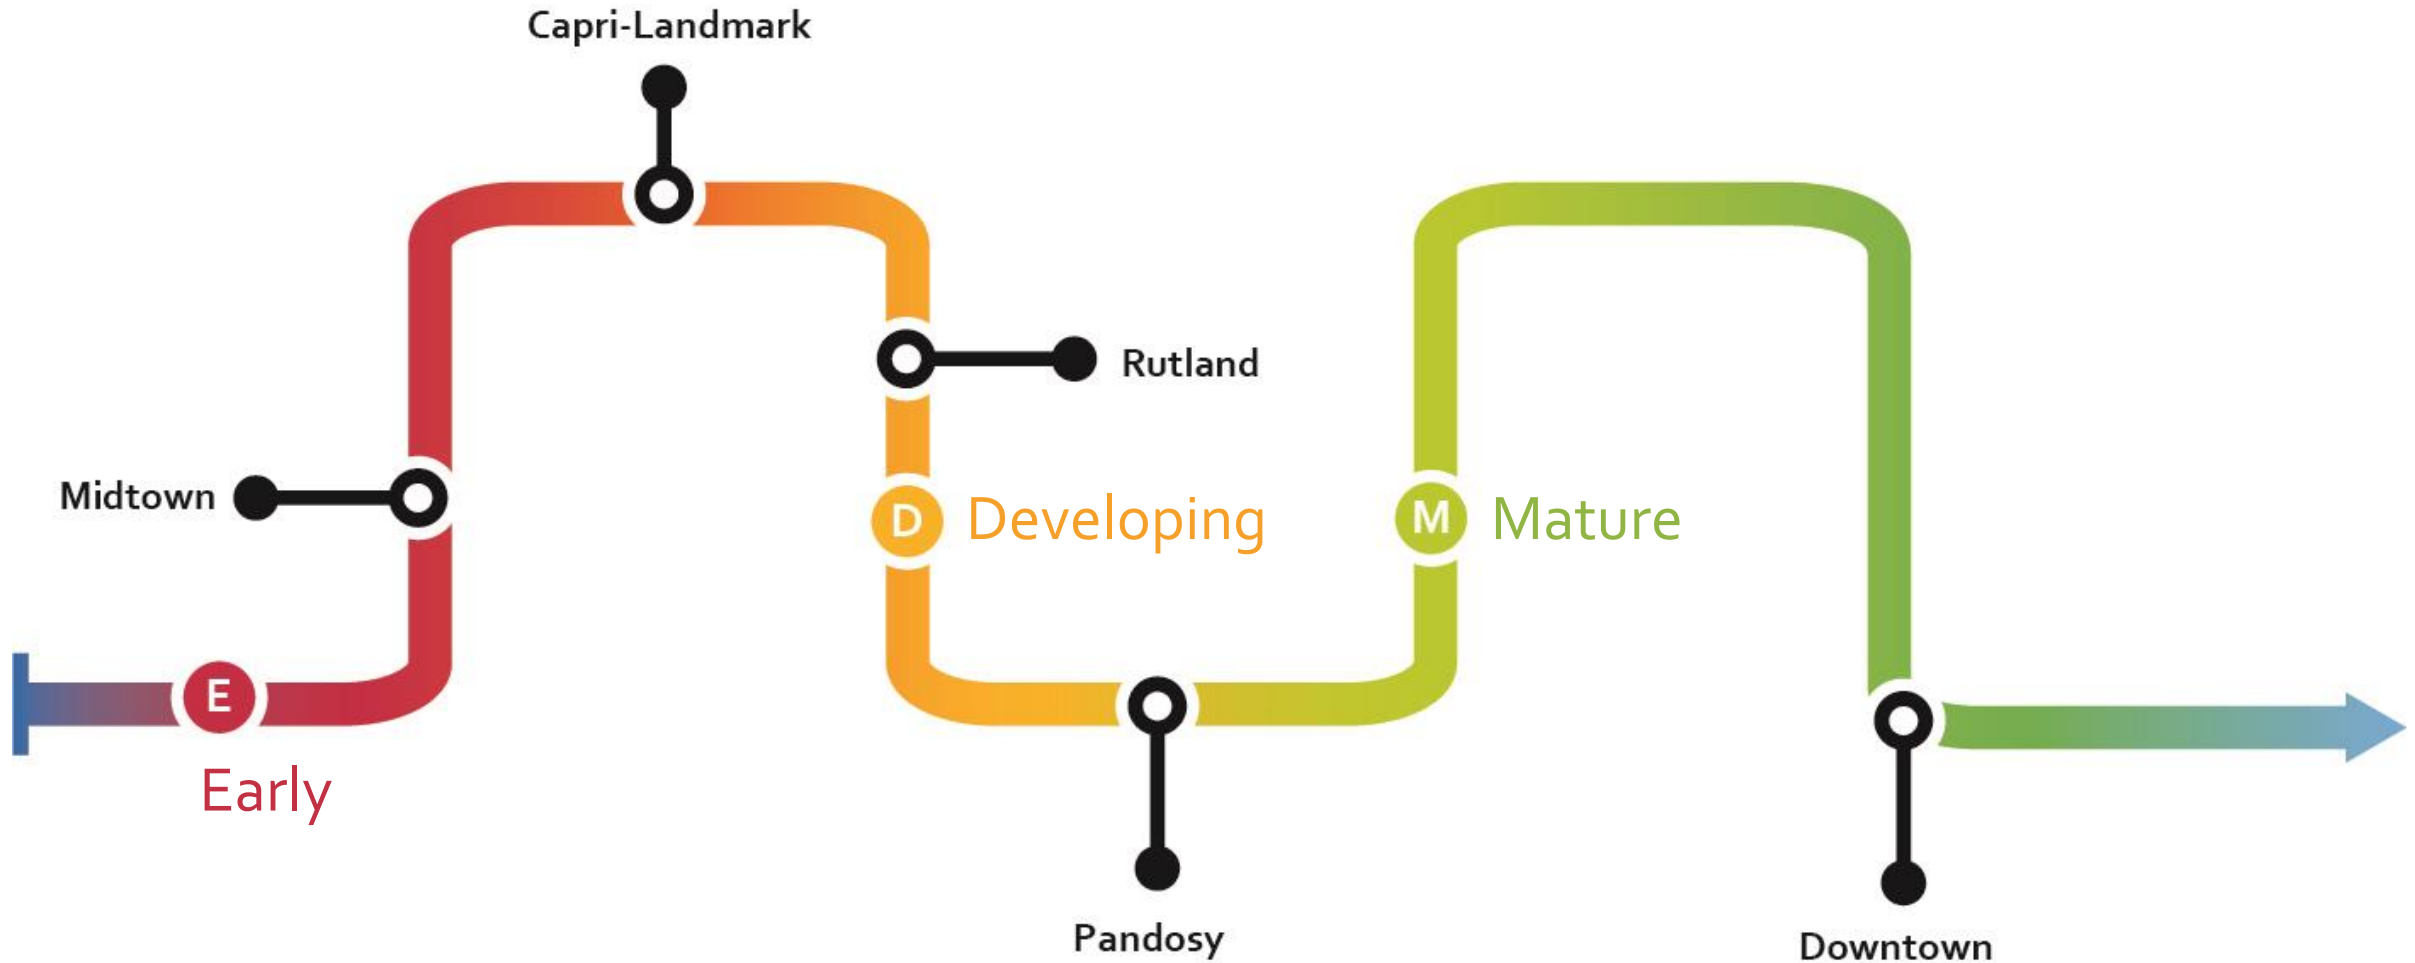 Capri-Landmark
Rutland
Midtown
D Developing
M Mature
E
Early
Pandosy
Downtown